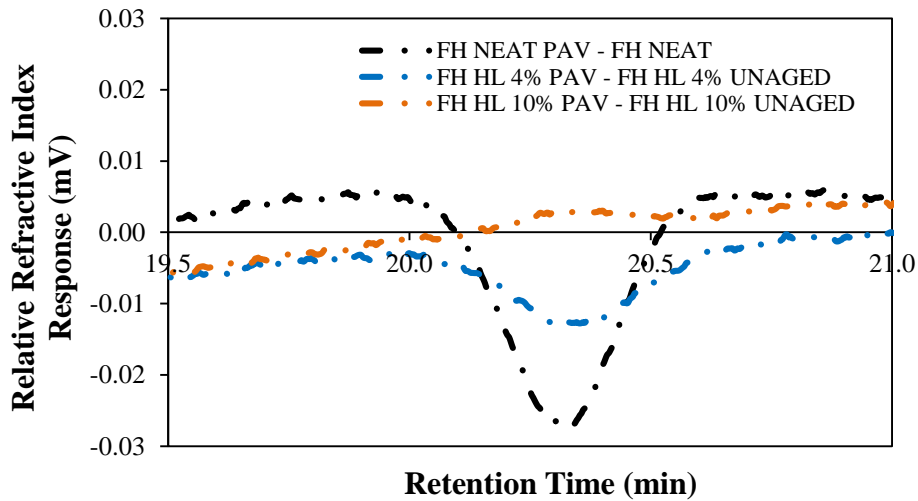 0.03
0.02
0.01
0.00
-0.01
-0.02
-0.03
19.5
20.0
20.5
21.0
FH NEAT PAV - FH NEAT
FH HL 4% PAV - FH HL 4% UNAGED
FH HL 10% PAV - FH HL 10% UNAGED
Relative Refractive Index
Response (mV)
Retention Time (min)